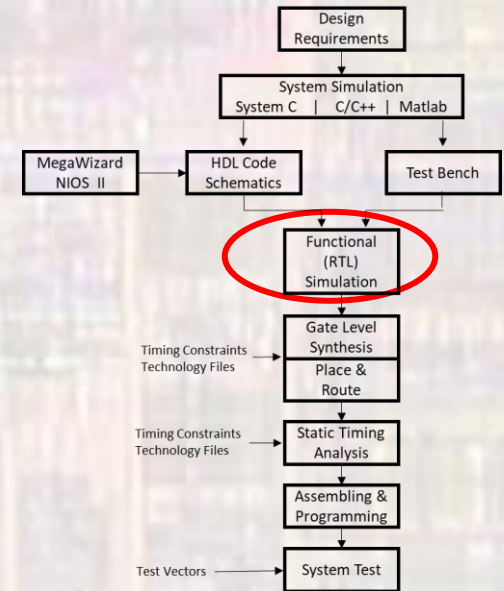 Design
Requirements
System Simulation
System C | C/C++ | Matlab
MegaWizard
NIOS II
HDL Code
Schematics
Test Bench
Functional
(RTL)
Simulation
Timing Constraints
Technology Files
Gate Level
Synthesis
Place &
Route
Timing Constraints
Technology Files
Static Timing
Analysis
Assembling &
Programming
Test Vectors
System Test